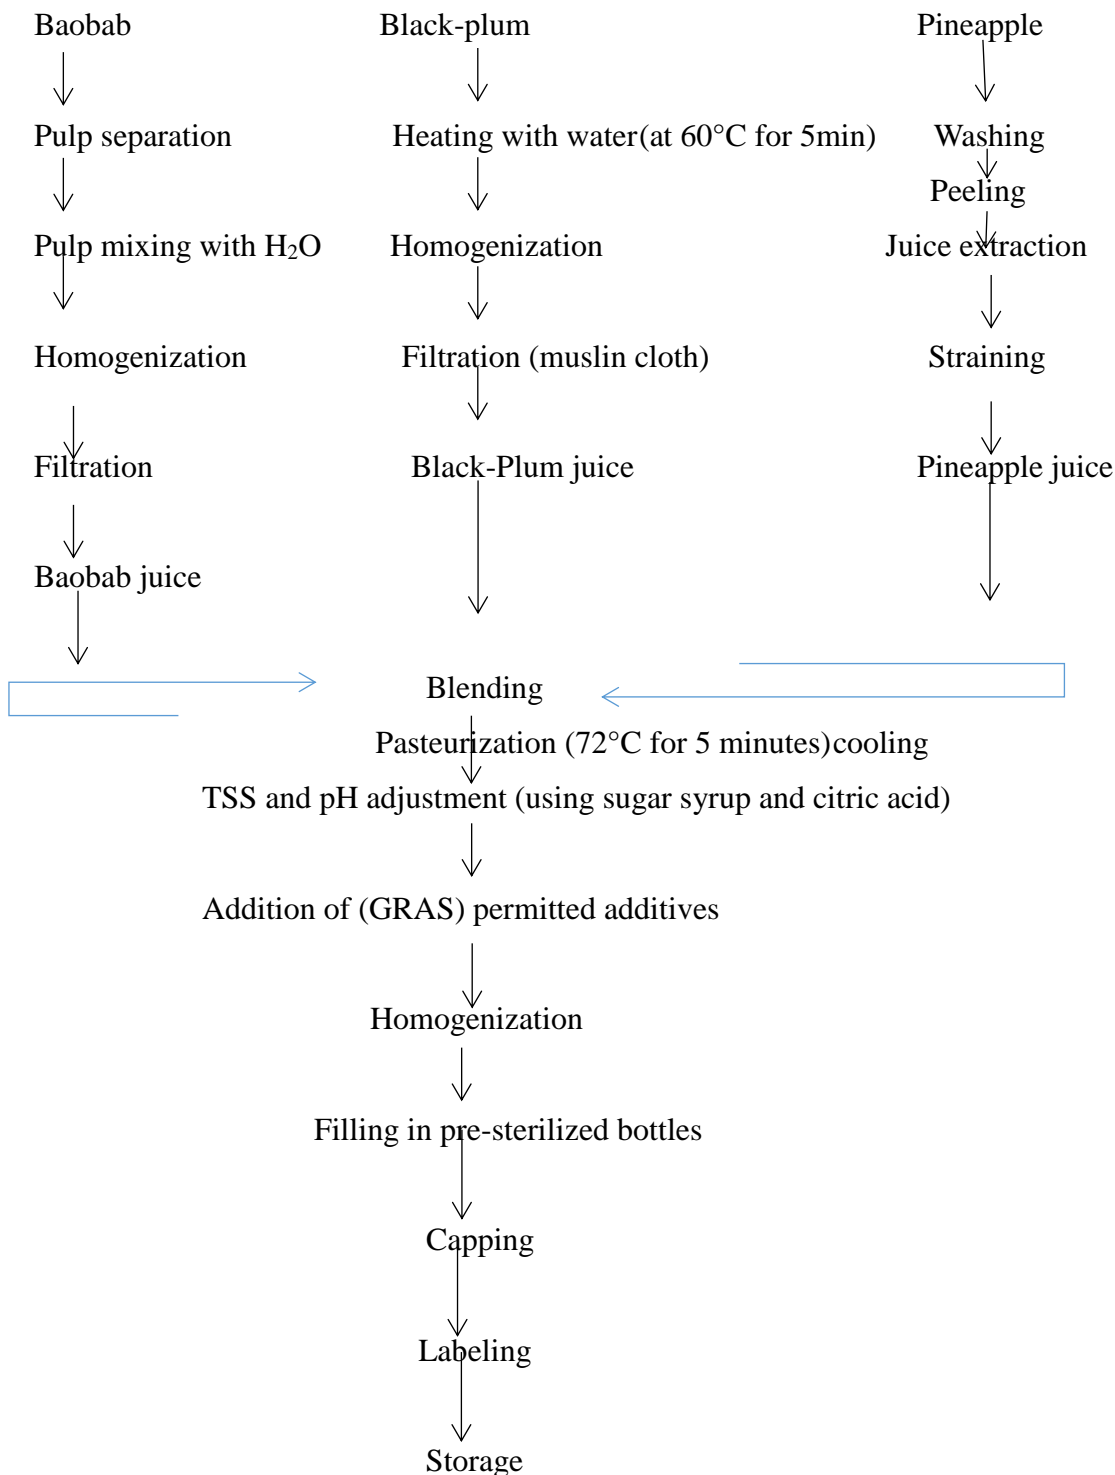 Baobab Black-plum Pineapple
Pulp separation Heating with water(at 60°C for 5min) Washing
Peeling
Pulp mixing with H₂O Homogenization Juice extraction
Homogenization Filtration (muslin cloth) Straining
Filtration Black-Plum juice Pineapple juice
Baobab juice
Blending
Pasteurization (72°C for 5 minutes)cooling
TSS and pH adjustment (using sugar syrup and citric acid)
Addition of (GRAS) permitted additives
Homogenization
Filling in pre-sterilized bottles
Capping
Labeling
Storage